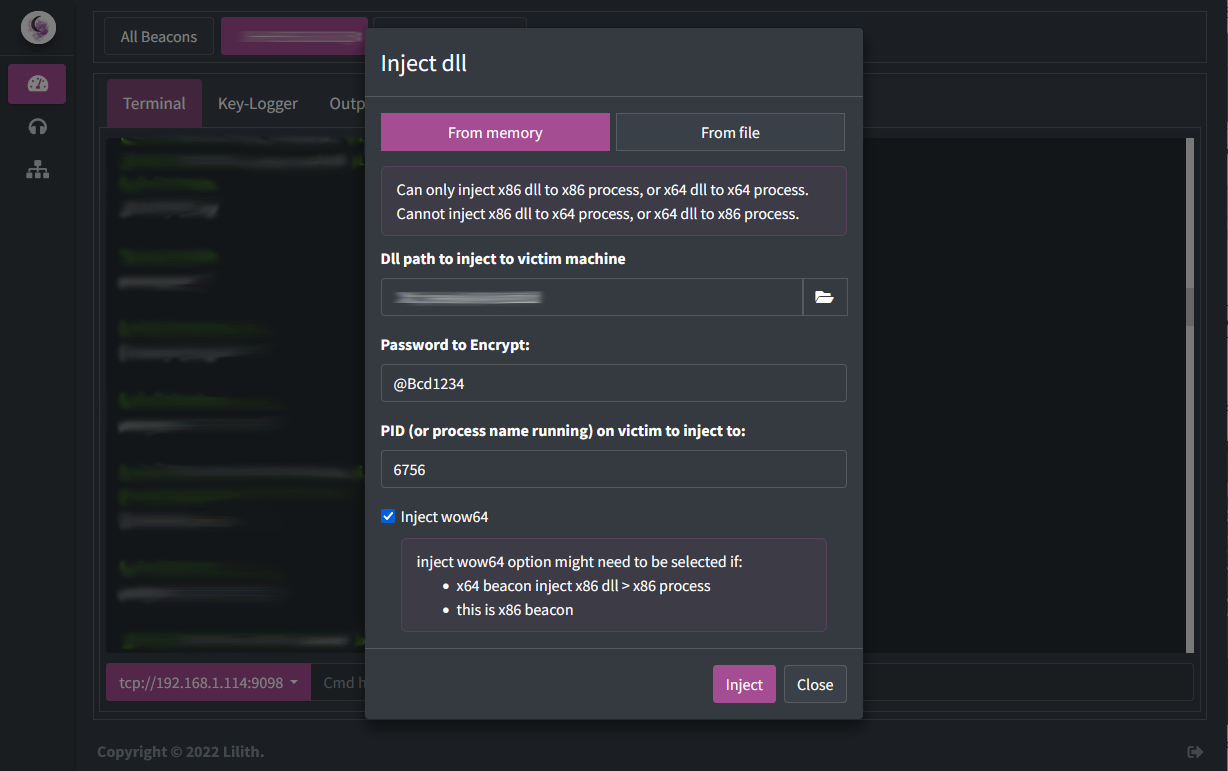 All Beacons
Inject dll
Terminal
Key-Logger
From memory
From file
Can only inject x86 dll to x86 process, or x64 dll to x64 process.
Cannot inject x86 dll to x64 process, or x64 dll to x86 process.
Dll path to inject to victim machine
Password to Encrypt:
@Bcd1234
PID (or process name running) on victim to inject to:
6756
Inject wow64
inject wow64 option might need to be selected if:
x64 beacon inject x86 dll > x86 process
this is x86 beacon
tcp://192.168.1.114:9098
Cmd
Inject
Close
Copyright © 2022 Lilith.